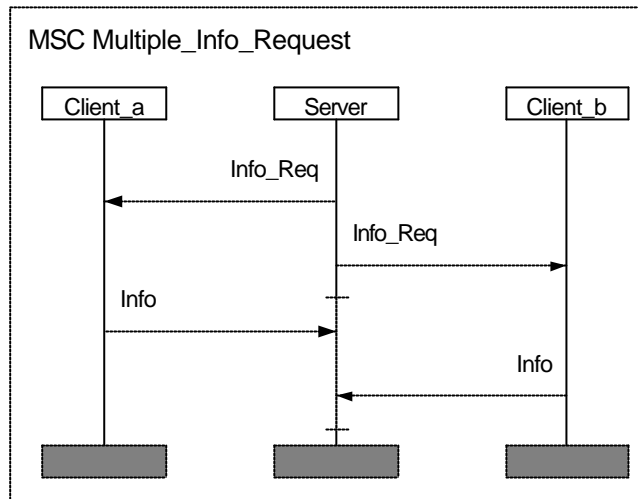 MSC Multiple_Info_Request
Client_a
Server
Client_b
Info_Req
Info_Req
Info
Info